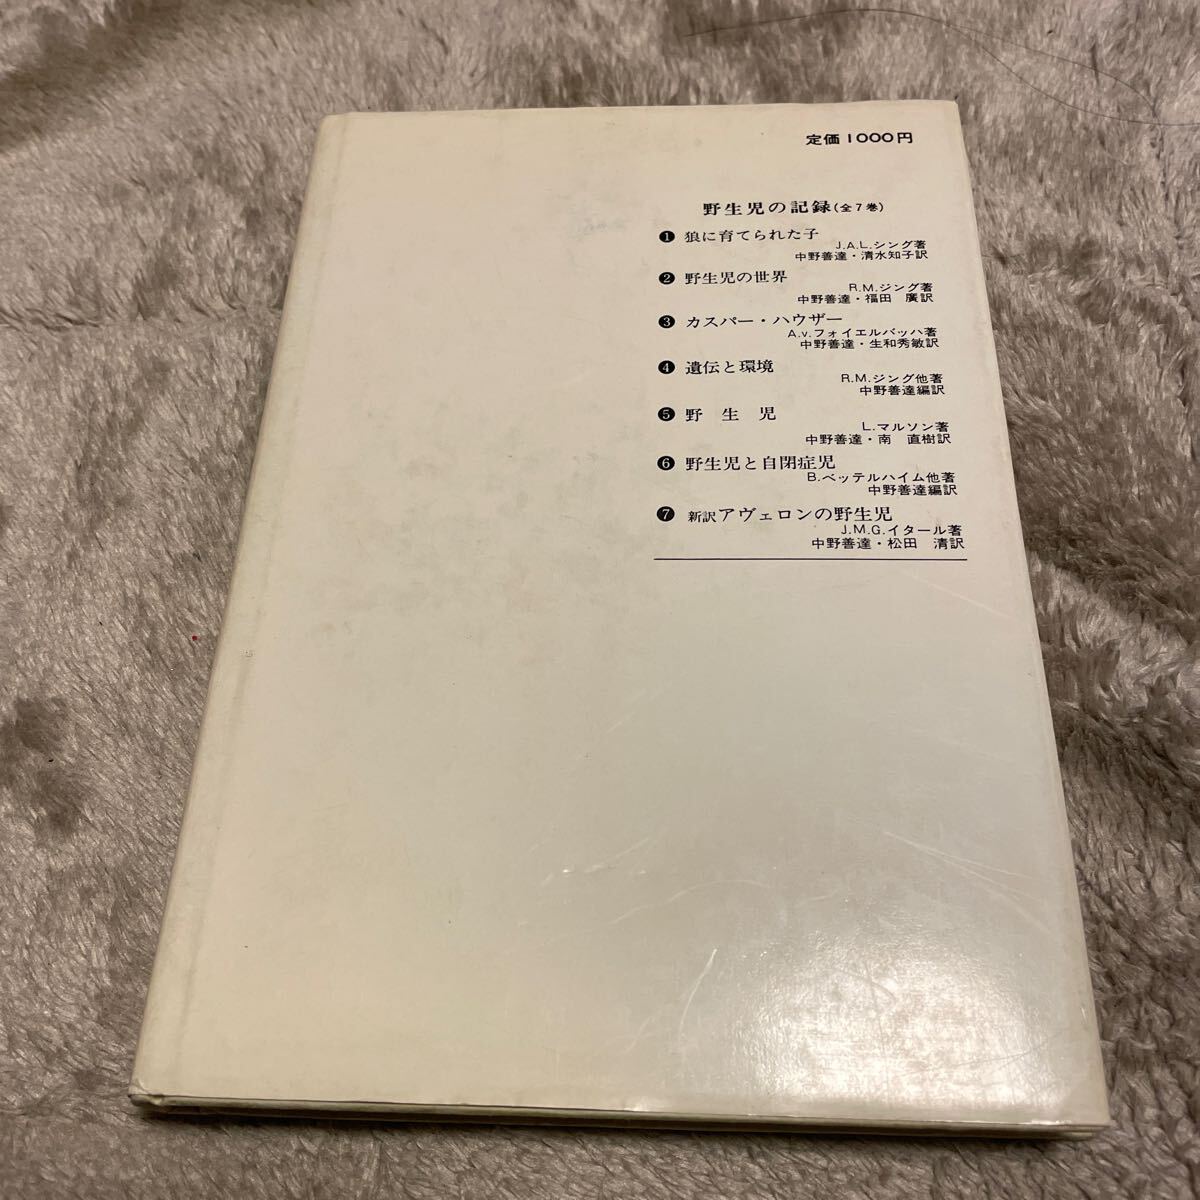 定価1000円
野生児の記録(全7巻)
❶ 狼に育てられた子
J.A.L.シング著
中野善達・清水知子訳
❷ 野生児の世界
R.M.ジング著
中野善達・福田 廣訳
❸ カスパー・ハウザー
A.v.フォイエルバッハ著
中野善達・生和秀敏訳
❹ 遺伝と環境
R.M.ジング他著
中野善達編訳
❺ 野 生 児
L.マルソン著
中野善達・南 直樹訳
❻ 野生児と自閉症児
B.ベッテルハイム他著
中野善達編訳
❼ 新訳アヴェロンの野生児
J.M.G.イタール著
中野善達・松田 清訳